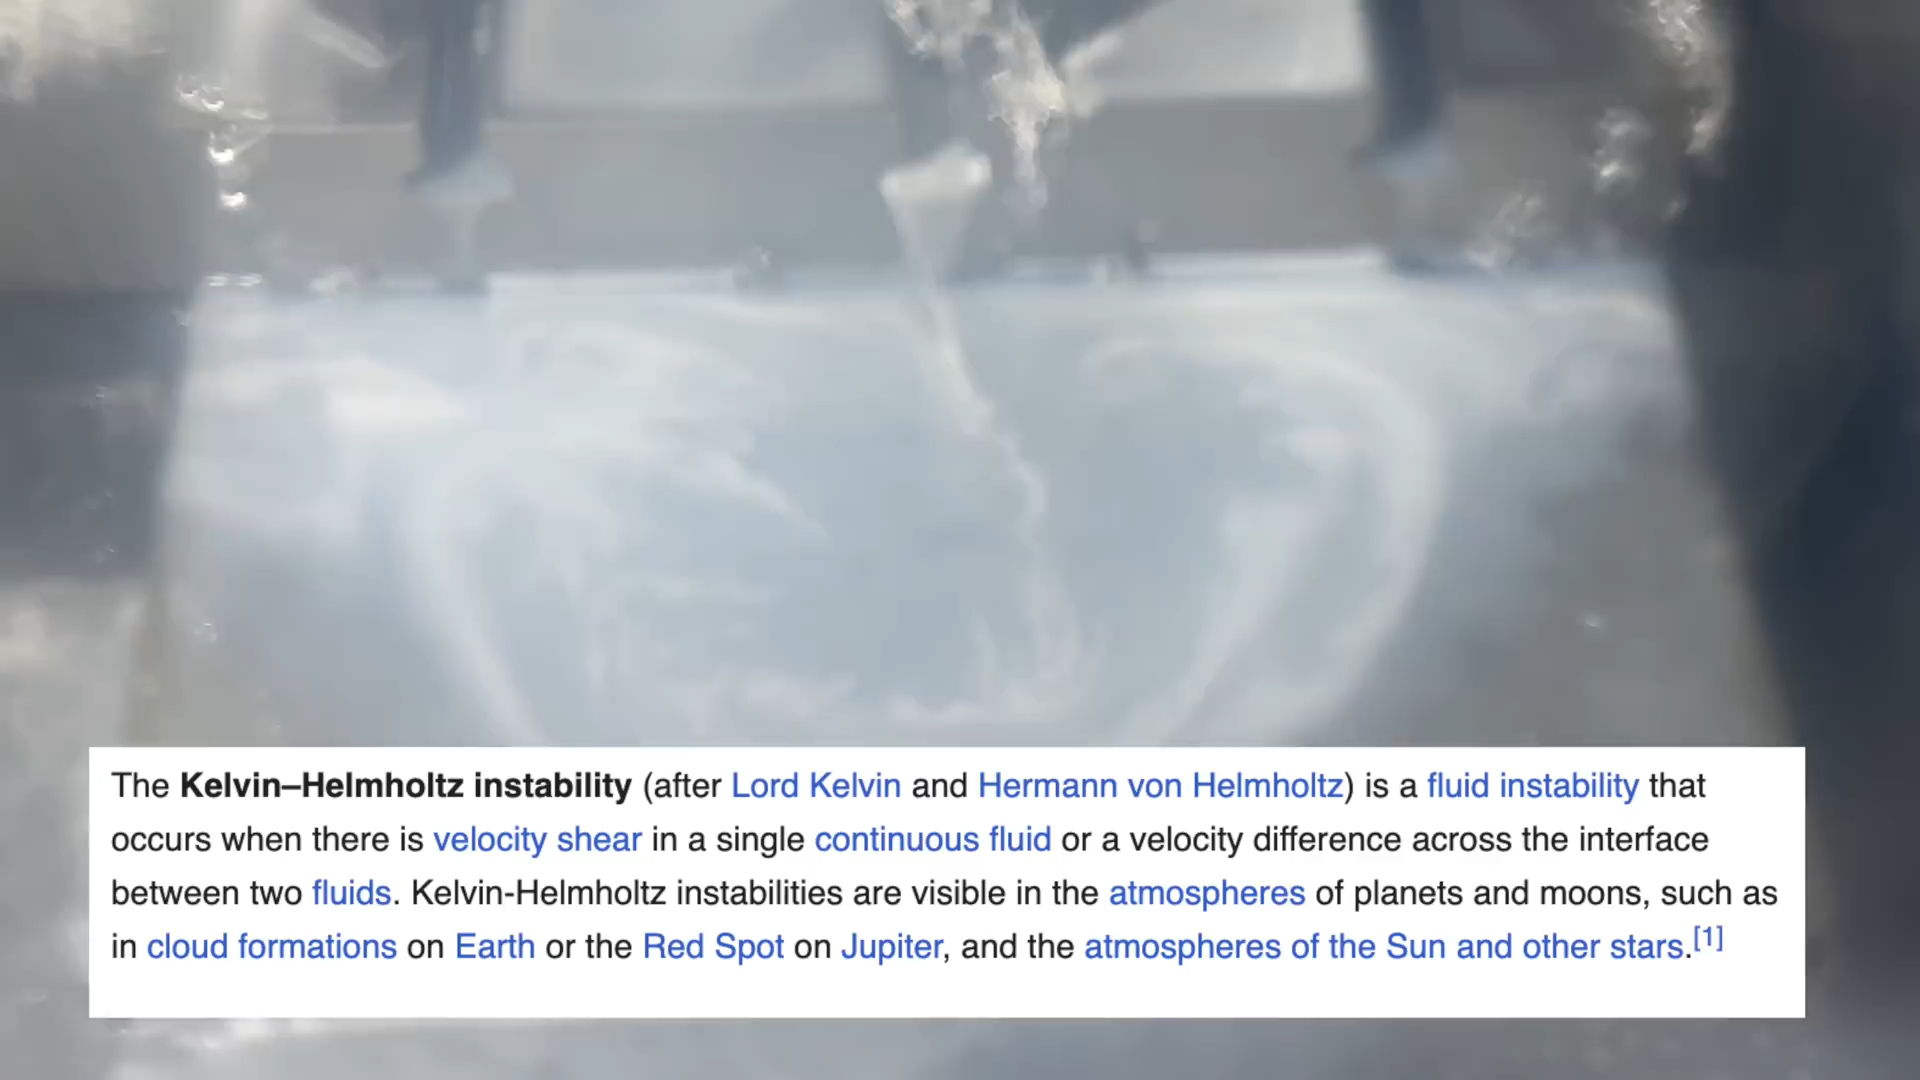 The Kelvin–Helmholtz instability (after Lord Kelvin and Hermann von Helmholtz) is a fluid instability that
occurs when there is velocity shear in a single continuous fluid or a velocity difference across the interface
between two fluids. Kelvin-Helmholtz instabilities are visible in the atmospheres of planets and moons, such as
in cloud formations on Earth or the Red Spot on Jupiter, and the atmospheres of the Sun and other stars.[1]